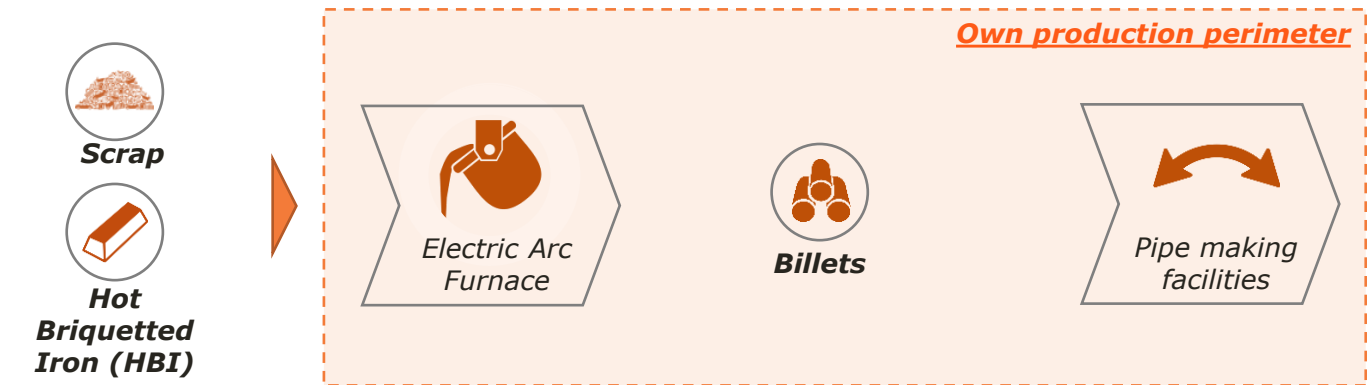 Own production perimeter
Scrap
Hot
Briquetted
Iron (HBI)
Electric Arc
Furnace
Billets
Pipe making
facilities